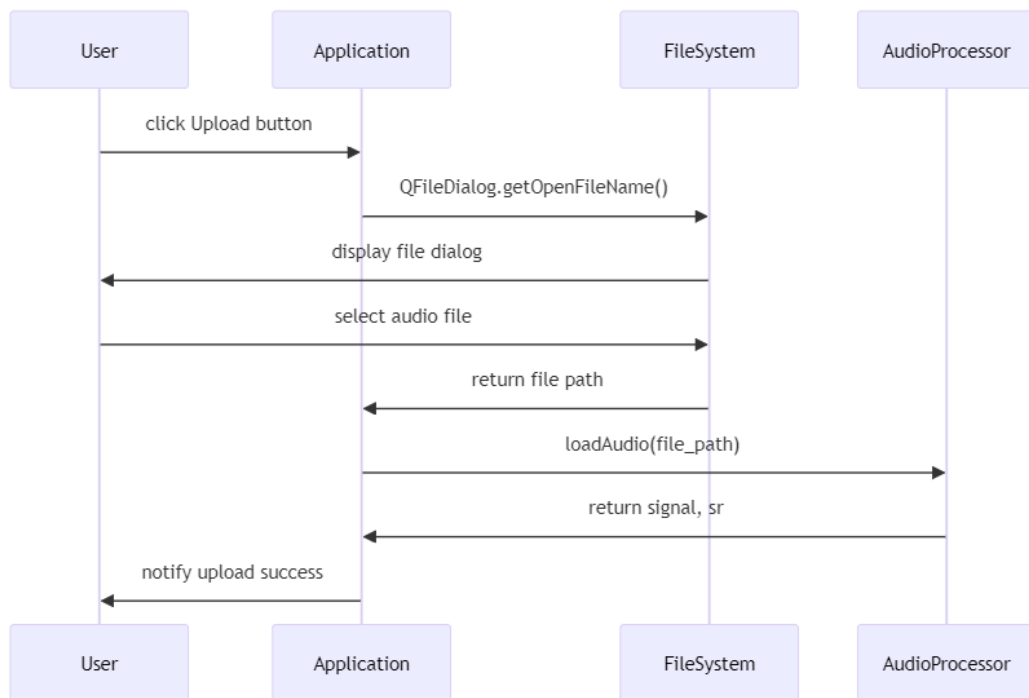 User
Application
FileSystem
AudioProcessor
click Upload button
QFileDialog.getOpenFileName()
display file dialog
select audio file
return file path
loadAudio(file_path)
return signal, sr
notify upload success
User
Application
FileSystem
AudioProcessor